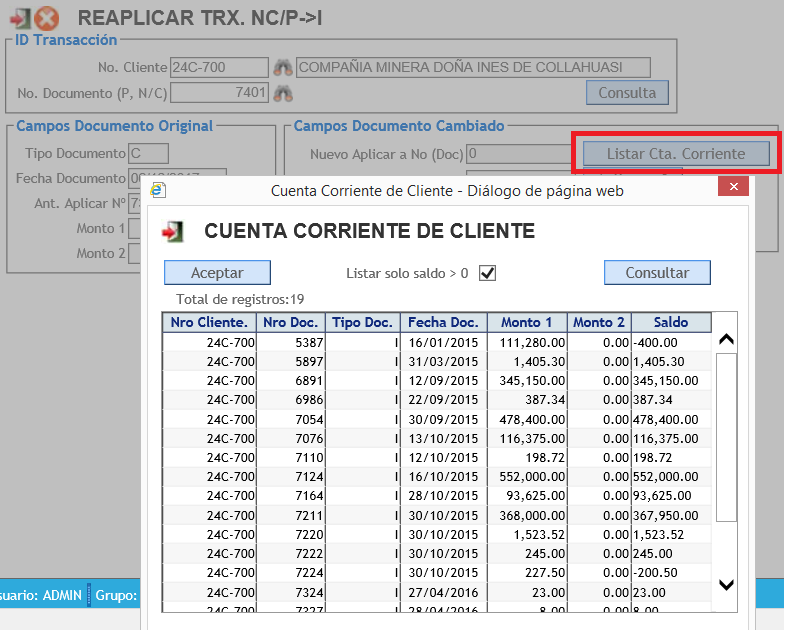 REAPLICAR TRX. NC/P->I
ID Transacción
No. Cliente 24C-700 COMPAÑIA MINERA DOÑA INES DE COLLAHUASI
No. Documento (P, N/C) 7401 Consulta
Campos Documento Original Campos Documento Cambiado
Tipo Documento C Nuevo Aplicar a No (Doc) 0 Listar Cta. Corriente
Fecha Documento
Ant. Aplicar Nº
Monto 1
Monto 2
Cuenta Corriente de Cliente - Diálogo de página web
CUENTA CORRIENTE DE CLIENTE
Aceptar Listar solo saldo > 0 Consultar
Total de registros:19
Nro Cliente. Nro Doc. Tipo Doc. Fecha Doc. Monto 1 Monto 2 Saldo
24C-700 5387 I 16/01/2015 111,280.00 0.00 -400.00
24C-700 5897 I 31/03/2015 1,405.30 0.00 1,405.30
24C-700 6891 I 12/09/2015 345,150.00 0.00 345,150.00
24C-700 6986 I 22/09/2015 387.34 0.00 387.34
24C-700 7054 I 30/09/2015 478,400.00 0.00 478,400.00
24C-700 7076 I 13/10/2015 116,375.00 0.00 116,375.00
24C-700 7110 I 12/10/2015 198.72 0.00 198.72
24C-700 7124 I 16/10/2015 552,000.00 0.00 552,000.00
24C-700 7164 I 28/10/2015 93,625.00 0.00 93,625.00
24C-700 7211 I 30/10/2015 368,000.00 0.00 367,950.00
24C-700 7220 I 30/10/2015 1,523.52 0.00 1,523.52
24C-700 7222 I 30/10/2015 245.00 0.00 245.00
24C-700 7224 I 30/10/2015 227.50 0.00 -200.50
24C-700 7324 I 27/04/2016 23.00 0.00 23.00
24C-700 7327 I 28/04/2016 8.00 0.00 8.00
suario: ADMIN Grupo: